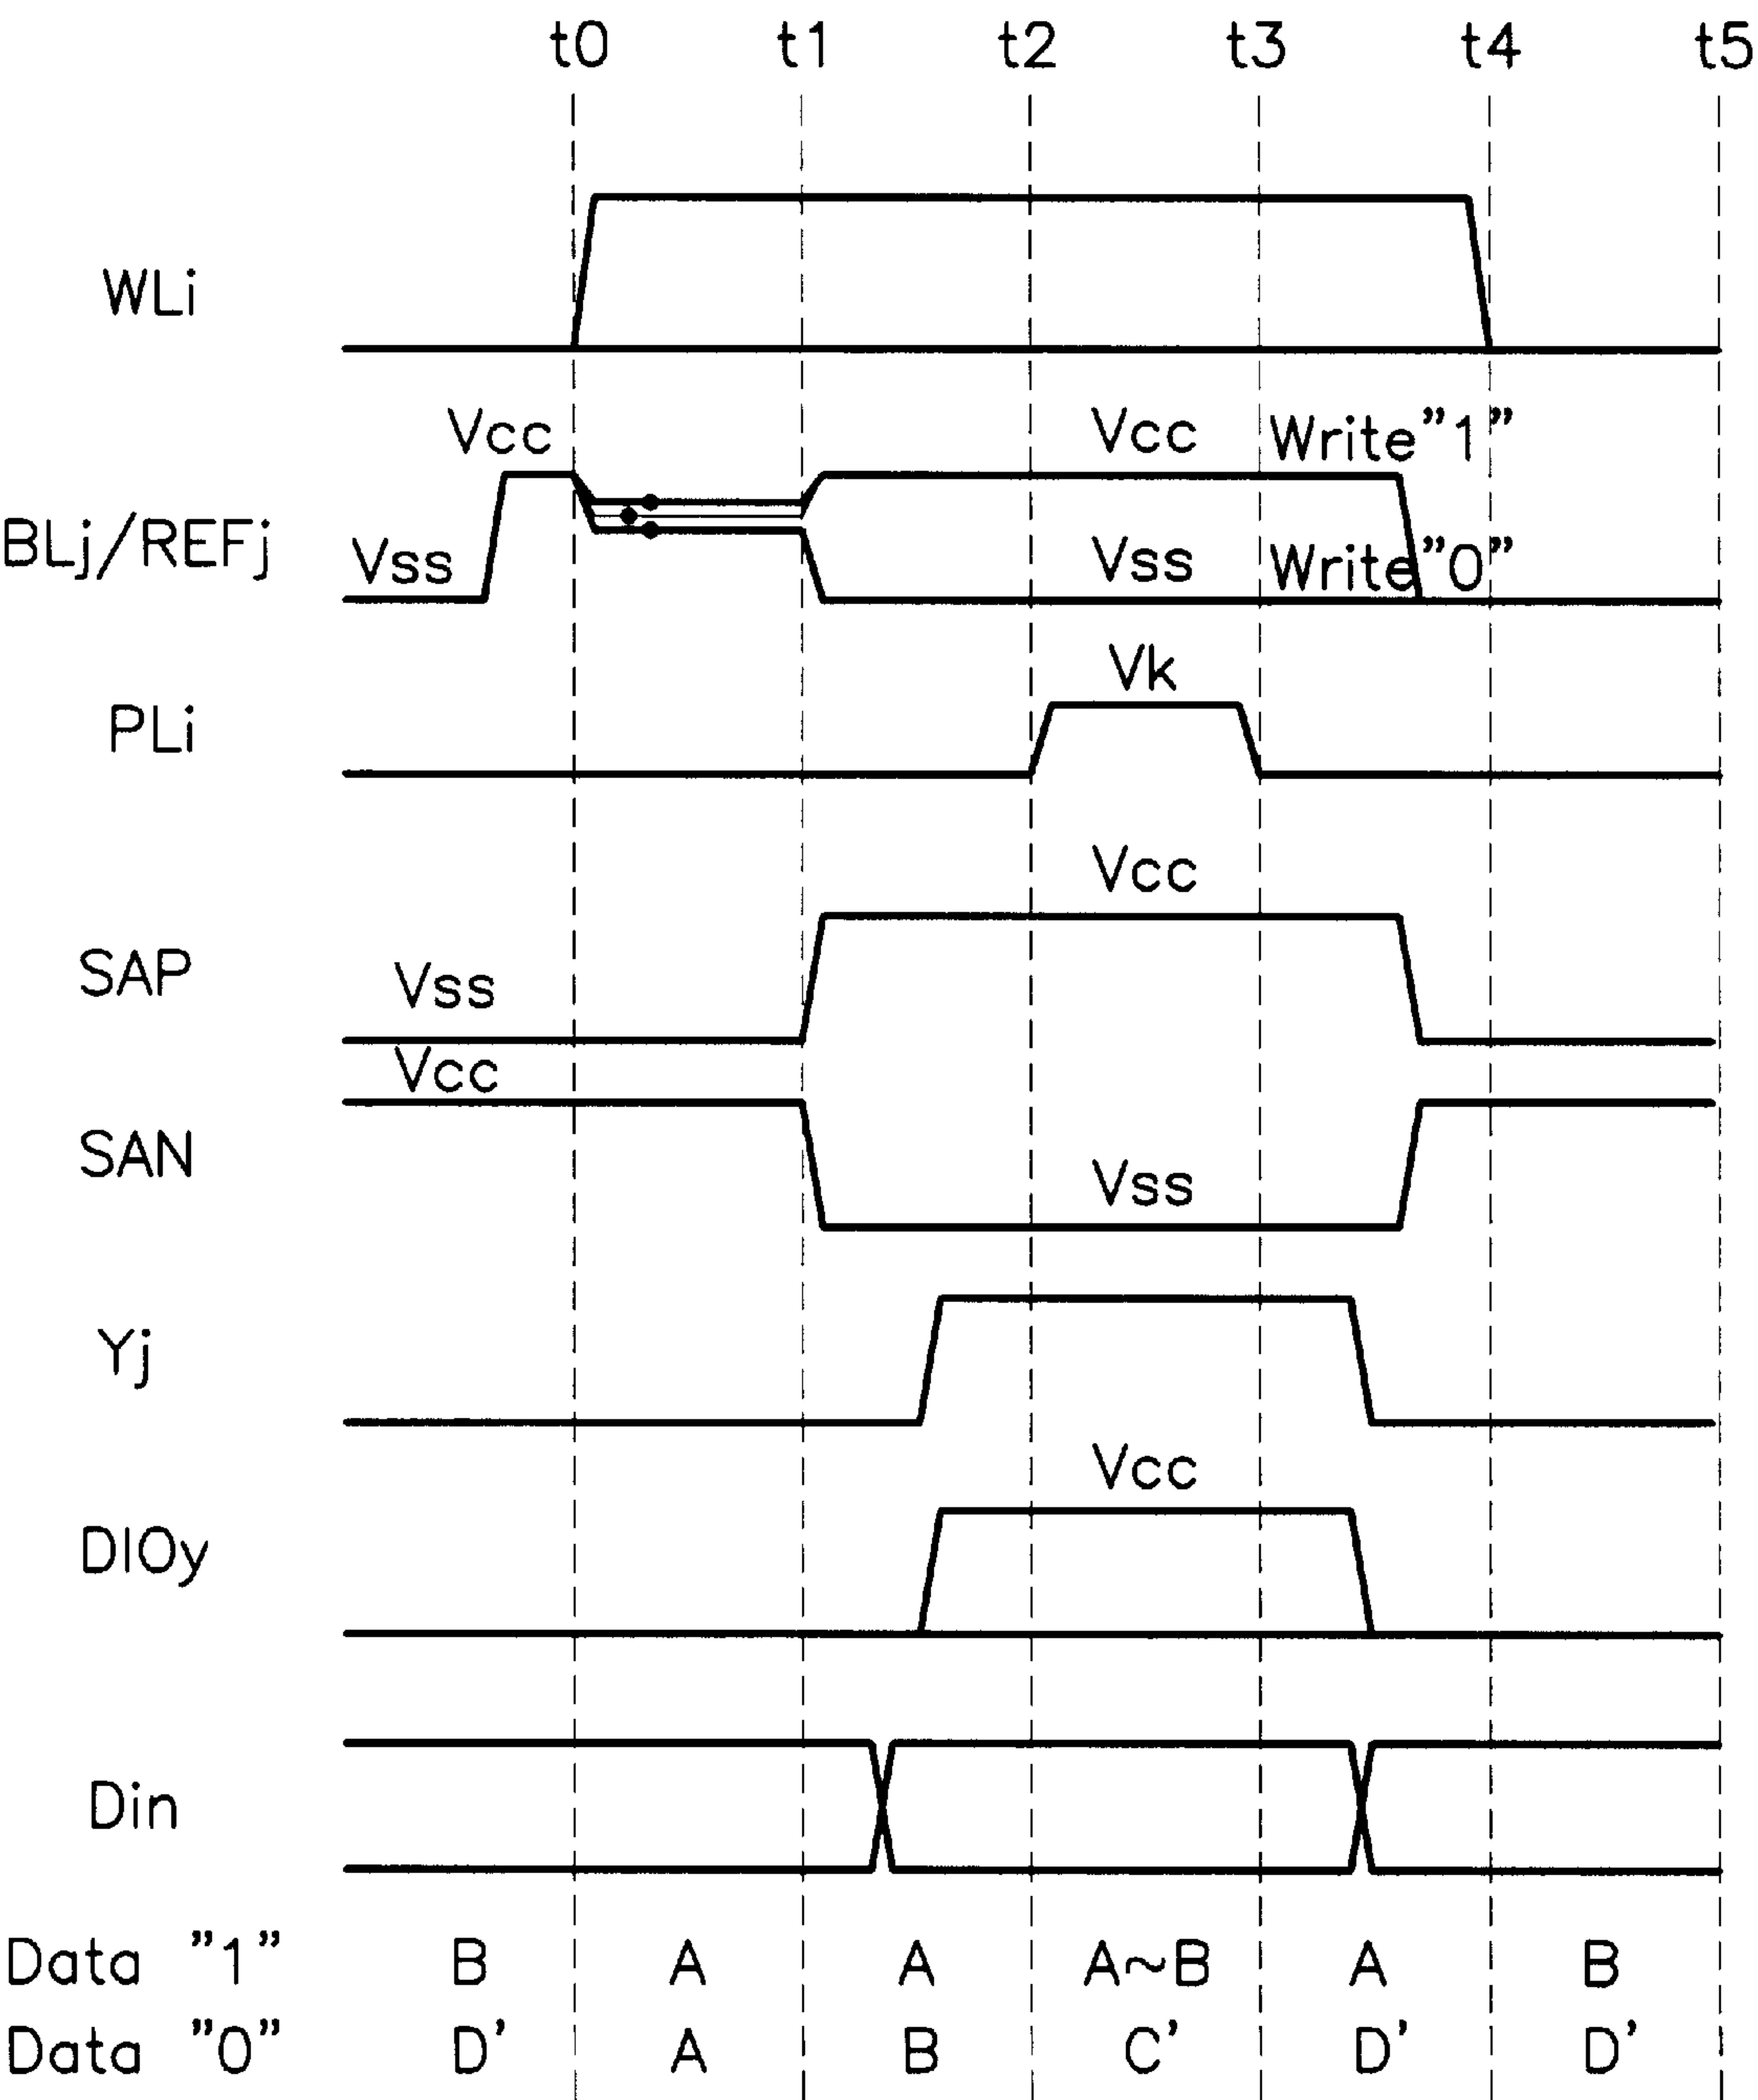 t0 t1 t2 t3 t4 t5
WLi
Vcc Vcc Write"1"
BLj/REFj Vss Vss Write"0"
Vk
PLi
Vcc
SAP Vss
Vcc
SAN Vss
Yj
Vcc
DIOy
Din
Data "1" B A A A~B A B
Data "0" D' A B C' D' D'